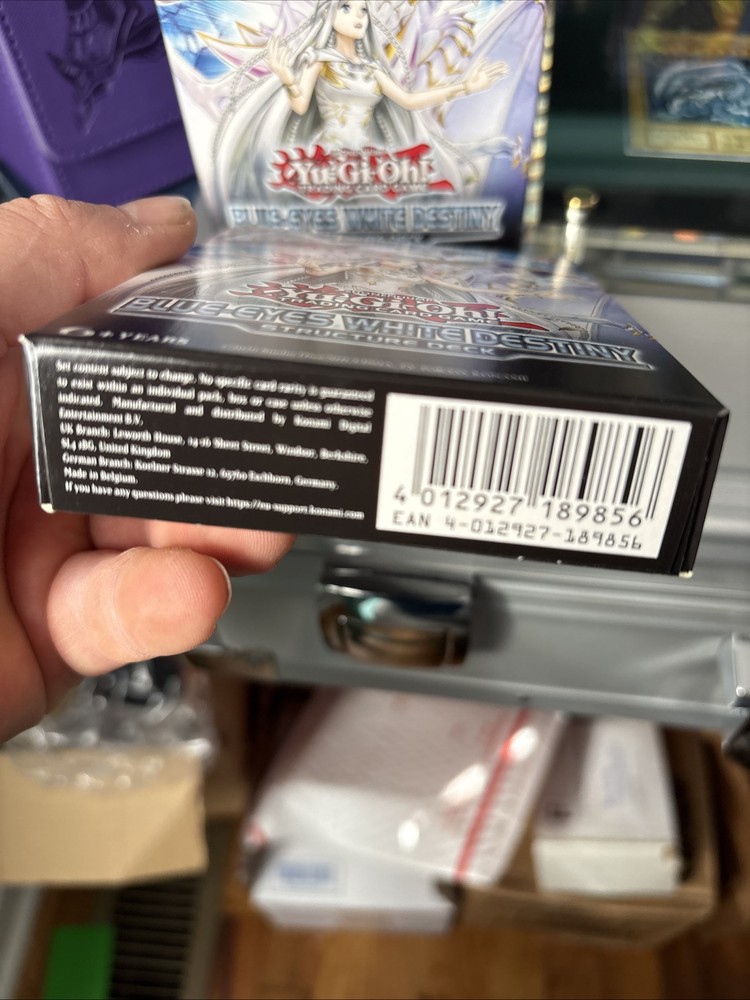 Yu-Gi-Oh!
TRADING CARD GAME
BLUE-EYES WHITE DESTINY
Yu-Gi-Oh!
TRADING CARD GAME
BLUE-EYES WHITE DESTINY
STRUCTURE DECK
6+ YEARS
Set content subject to change. No specific card rarity is guaranteed
to exist within an individual pack, box or case unless otherwise
indicated. Manufactured and distributed by Konami Digital
Entertainment B.V.
UK Branch: Leworth House, 14-16 Sheet Street, Windsor, Berkshire,
SL4 1BG, United Kingdom
German Branch: Kölner Strasse 12, 65760 Eschborn, Germany.
Made in Belgium.
If you have any questions please visit https://eu-support.konami.com
4 012927 189856
EAN 4-012927-189856